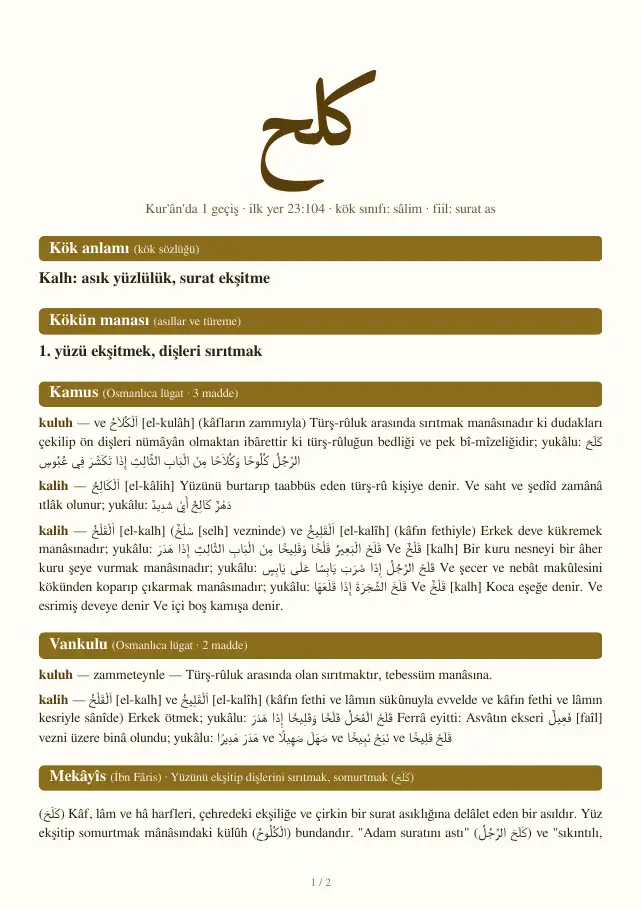 كلح
Kur'ân'da 1 geçiş · ilk yer 23:104 · kök sınıfı: sâlim · fiil: surat as
Kök anlamı (kök sözlüğü)
Kalh: asık yüzlülük, surat ekşitme
Kökün manası (asıllar ve türeme)
1. yüzü ekşitmek, dişleri sırıtmak
Kamus (Osmanlıca lügat · 3 madde)
kuluh — ve اَلْكُلَاحُ [el-kulâh] (kâfların zammıyla) Türş-rûluk arasında sırıtmak manâsınadır ki dudakları
çekilip ön dişleri nümâyân olmaktan ibârettir ki türş-rûluğun bedliği ve pek bî-mîzeliğidir; yukâlu: كَلَحَ
الرَّجُلُ كُلُوحًا وَكُلَاحًا مِنَ الْبَابِ الثَّالِثِ إِذَا تَكَشَّرَ فِي عُبُوسٍ
kalih — اَلْكَالِحُ [el-kâlih] Yüzünü burtarıp taabbüs eden türş-rû kişiye denir. Ve saht ve şedîd zamânâ
ıtlâk olunur; yukâlu: دَهْرٌ كَالِحٌ أَيْ شَدِيدٌ
kalih — اَلْقَلْخُ [el-kalh] (سَلْخٌ [selh] vezninde) ve اَلْقَلِيخُ [el-kalîh] (kâfın fethiyle) Erkek deve kükremek
manâsınadır; yukâlu: قَلَخَ الْبَعِيرُ قَلْخًا وَقَلِيخًا مِنَ الْبَابِ الثَّالِثِ إِذَا هَدَرَ Ve قَلْخٌ [kalh] Bir kuru nesneyi bir âher
kuru şeye vurmak manâsınadır; yukâlu: قَلَخَ الرَّجُلُ إِذَا ضَرَبَ يَابِسًا عَلَى يَابِسٍ Ve şecer ve nebât makûlesini
kökünden koparıp çıkarmak manâsınadır; yukâlu: قَلَخَ الشَّجَرَةَ إِذَا قَلَعَهَا Ve قَلْخٌ [kalh] Koca eşeğe denir. Ve
esrimiş deveye denir Ve içi boş kamışa denir.
Vankulu (Osmanlıca lügat · 2 madde)
kuluh — zammeteynle — Türş-rûluk arasında olan sırıtmaktır, tebessüm manâsına.
kalih — اَلْقَلْخُ [el-kalh] ve اَلْقَلِيخُ [el-kalîh] (kâfın fethi ve lâmın sükûnuyla evvelde ve kâfın fethi ve lâmın
kesriyle sânîde) Erkek ötmek; yukâlu: قَلَخَ الْفَحْلُ قَلْخًا وَقَلِيخًا إِذَا هَدَرَ Ferrâ eyitti: Asvâtın ekseri فَعِيلٌ [faîl]
vezni üzere binâ olundu; yukâlu: هَدَرَ هَدِيرًا ve صَهَلَ صَهِيلًا ve نَبَحَ نَبِيحًا ve قَلَخَ قَلِيخًا
Mekâyîs (İbn Fâris) · Yüzünü ekşitip dişlerini sırıtmak, somurtmak (كَلَحَ)
(كَلَحَ) Kâf, lâm ve hâ harfleri, çehredeki ekşiliğe ve çirkin bir surat asıklığına delâlet eden bir asıldır. Yüz
ekşitip somurtmak mânâsındaki külûh (الْكُلُوحُ) bundandır. "Adam suratını astı" (كَلَحَ الرَّجُلُ) ve "sıkıntılı,
1 / 2